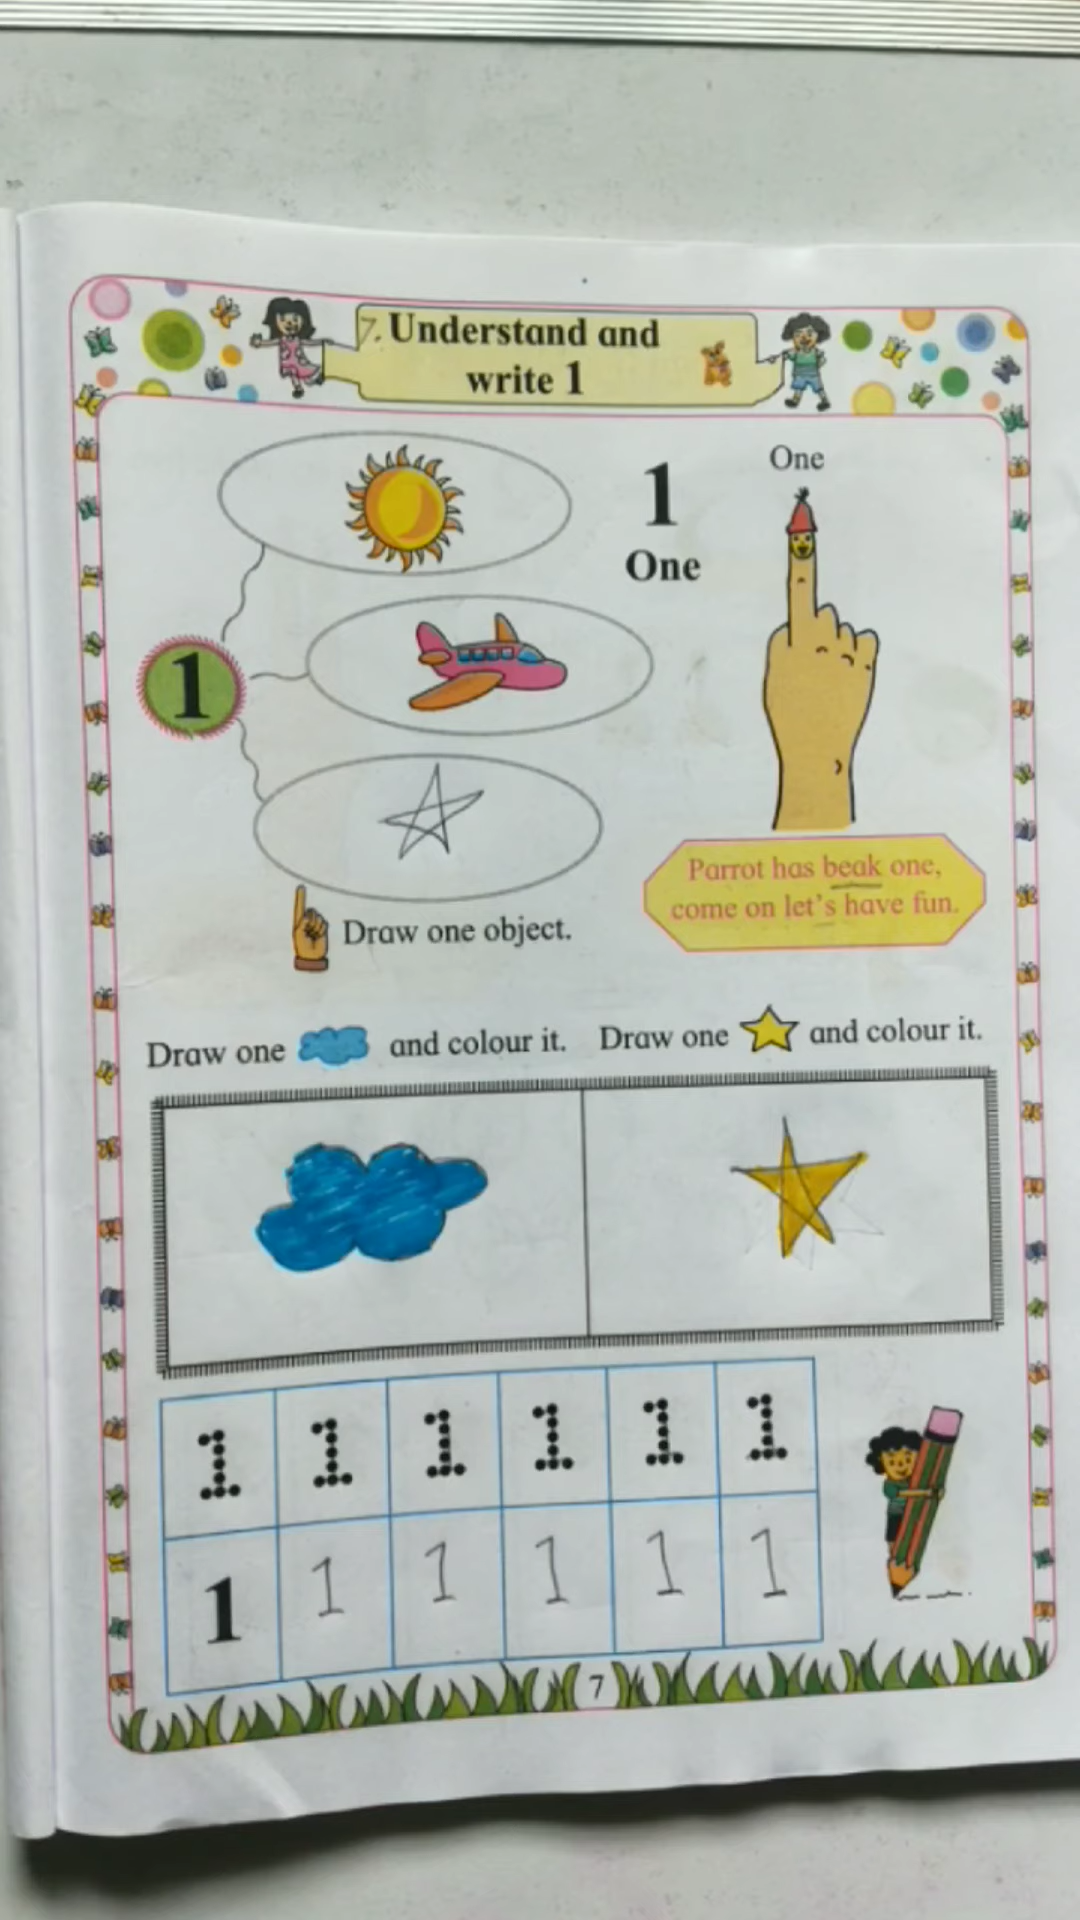 7. Understand and
write 1
1
One
One
1
Parrot has beak one,
come on let's have fun.
Draw one object.
Draw one and colour it. Draw one and colour it.
1 1 1 1 1 1
1 1 1 1 1 1
7